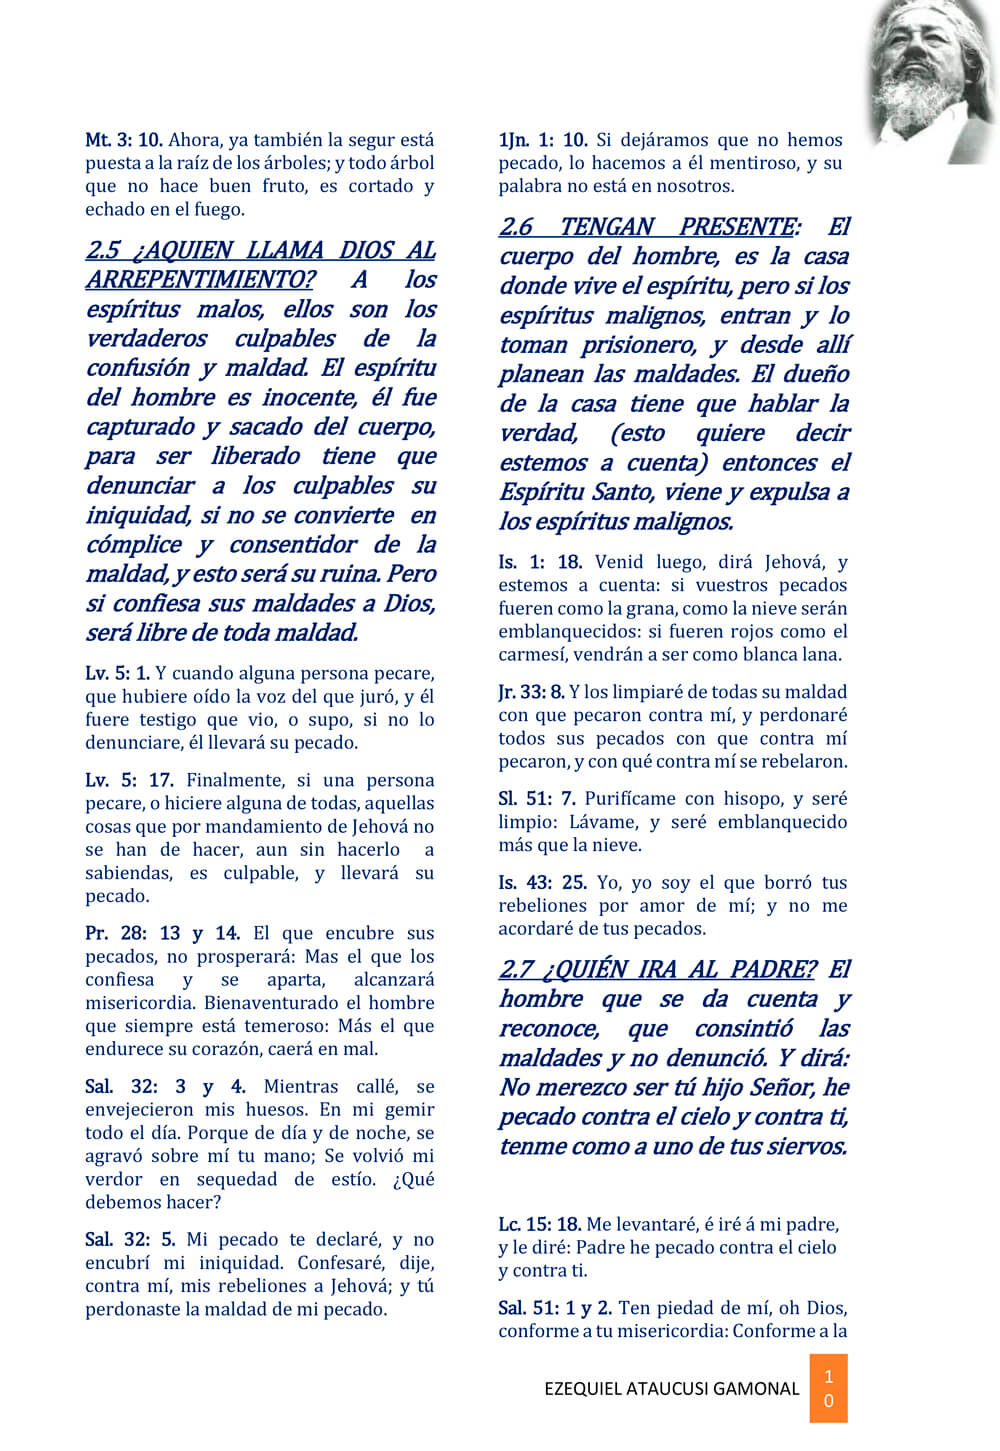 Mt. 3: 10. Ahora, ya también la segur está
puesta a la raíz de los árboles; y todo árbol
que no hace buen fruto, es cortado y
echado en el fuego.
2.5 ¿AQUIEN LLAMA DIOS AL
ARREPENTIMIENTO? A los
espíritus malos, ellos son los
verdaderos culpables de la
confusión y maldad. El espíritu
del hombre es inocente, él fue
capturado y sacado del cuerpo,
para ser liberado tiene que
denunciar a los culpables su
iniquidad, si no se convierte en
cómplice y consentidor de la
maldad, y esto será su ruina. Pero
si confiesa sus maldades a Dios,
será libre de toda maldad.
Lv. 5: 1. Y cuando alguna persona pecare,
que hubiere oído la voz del que juró, y él
fuere testigo que vio, o supo, si no lo
denunciare, él llevará su pecado.
Lv. 5: 17. Finalmente, si una persona
pecare, o hiciere alguna de todas, aquellas
cosas que por mandamiento de Jehová no
se han de hacer, aun sin hacerlo a
sabiendas, es culpable, y llevará su
pecado.
Pr. 28: 13 y 14. El que encubre sus
pecados, no prosperará: Mas el que los
confiesa y se aparta, alcanzará
misericordia. Bienaventurado el hombre
que siempre está temeroso: Más el que
endurece su corazón, caerá en mal.
Sal. 32: 3 y 4. Mientras callé, se
envejecieron mis huesos. En mi gemir
todo el día. Porque de día y de noche, se
agravó sobre mí tu mano; Se volvió mi
verdor en sequedad de estío. ¿Qué
debemos hacer?
Sal. 32: 5. Mi pecado te declaré, y no
encubrí mi iniquidad. Confesaré, dije,
contra mí, mis rebeliones a Jehová; y tú
perdonaste la maldad de mi pecado.
1Jn. 1: 10. Si dejáramos que no hemos
pecado, lo hacemos a él mentiroso, y su
palabra no está en nosotros.
2.6 TENGAN PRESENTE: El
cuerpo del hombre, es la casa
donde vive el espíritu, pero si los
espíritus malignos, entran y lo
toman prisionero, y desde allí
planean las maldades. El dueño
de la casa tiene que hablar la
verdad, (esto quiere decir
estemos a cuenta) entonces el
Espíritu Santo, viene y expulsa a
los espíritus malignos.
Is. 1: 18. Venid luego, dirá Jehová, y
estemos a cuenta: si vuestros pecados
fueren como la grana, como la nieve serán
emblanquecidos: si fueren rojos como el
carmesí, vendrán a ser como blanca lana.
Jr. 33: 8. Y los limpiaré de todas su maldad
con que pecaron contra mí, y perdonaré
todos sus pecados con que contra mí
pecaron, y con qué contra mí se rebelaron.
Sl. 51: 7. Purifícame con hisopo, y seré
limpio: Lávame, y seré emblanquecido
más que la nieve.
Is. 43: 25. Yo, yo soy el que borró tus
rebeliones por amor de mí; y no me
acordaré de tus pecados.
2.7 ¿QUIÉN IRA AL PADRE? El
hombre que se da cuenta y
reconoce, que consintió las
maldades y no denunció. Y dirá:
No merezco ser tú hijo Señor, he
pecado contra el cielo y contra ti,
tenme como a uno de tus siervos.
Lc. 15: 18. Me levantaré, é iré á mi padre,
y le diré: Padre he pecado contra el cielo
y contra ti.
Sal. 51: 1 y 2. Ten piedad de mí, oh Dios,
conforme a tu misericordia: Conforme a la
EZEQUIEL ATAUCUSI GAMONAL
1
0